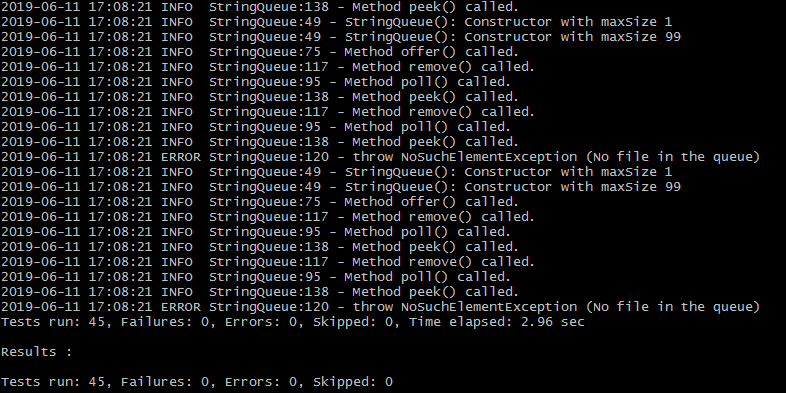 2019-06-11 17:08:21 INFO  StringQueue:138 - Method peek() called.
2019-06-11 17:08:21 INFO  StringQueue:49 - StringQueue(): Constructor with maxSize 1
2019-06-11 17:08:21 INFO  StringQueue:49 - StringQueue(): Constructor with maxSize 99
2019-06-11 17:08:21 INFO  StringQueue:75 - Method offer() called.
2019-06-11 17:08:21 INFO  StringQueue:117 - Method remove() called.
2019-06-11 17:08:21 INFO  StringQueue:95 - Method poll() called.
2019-06-11 17:08:21 INFO  StringQueue:138 - Method peek() called.
2019-06-11 17:08:21 INFO  StringQueue:117 - Method remove() called.
2019-06-11 17:08:21 INFO  StringQueue:95 - Method poll() called.
2019-06-11 17:08:21 INFO  StringQueue:138 - Method peek() called.
2019-06-11 17:08:21 ERROR StringQueue:120 - throw NoSuchElementException (No file in the queue)
2019-06-11 17:08:21 INFO  StringQueue:49 - StringQueue(): Constructor with maxSize 1
2019-06-11 17:08:21 INFO  StringQueue:49 - StringQueue(): Constructor with maxSize 99
2019-06-11 17:08:21 INFO  StringQueue:75 - Method offer() called.
2019-06-11 17:08:21 INFO  StringQueue:117 - Method remove() called.
2019-06-11 17:08:21 INFO  StringQueue:95 - Method poll() called.
2019-06-11 17:08:21 INFO  StringQueue:138 - Method peek() called.
2019-06-11 17:08:21 INFO  StringQueue:117 - Method remove() called.
2019-06-11 17:08:21 INFO  StringQueue:95 - Method poll() called.
2019-06-11 17:08:21 INFO  StringQueue:138 - Method peek() called.
2019-06-11 17:08:21 ERROR StringQueue:120 - throw NoSuchElementException (No file in the queue)
Tests run: 45, Failures: 0, Errors: 0, Skipped: 0, Time elapsed: 2.96 sec
Results :
Tests run: 45, Failures: 0, Errors: 0, Skipped: 0